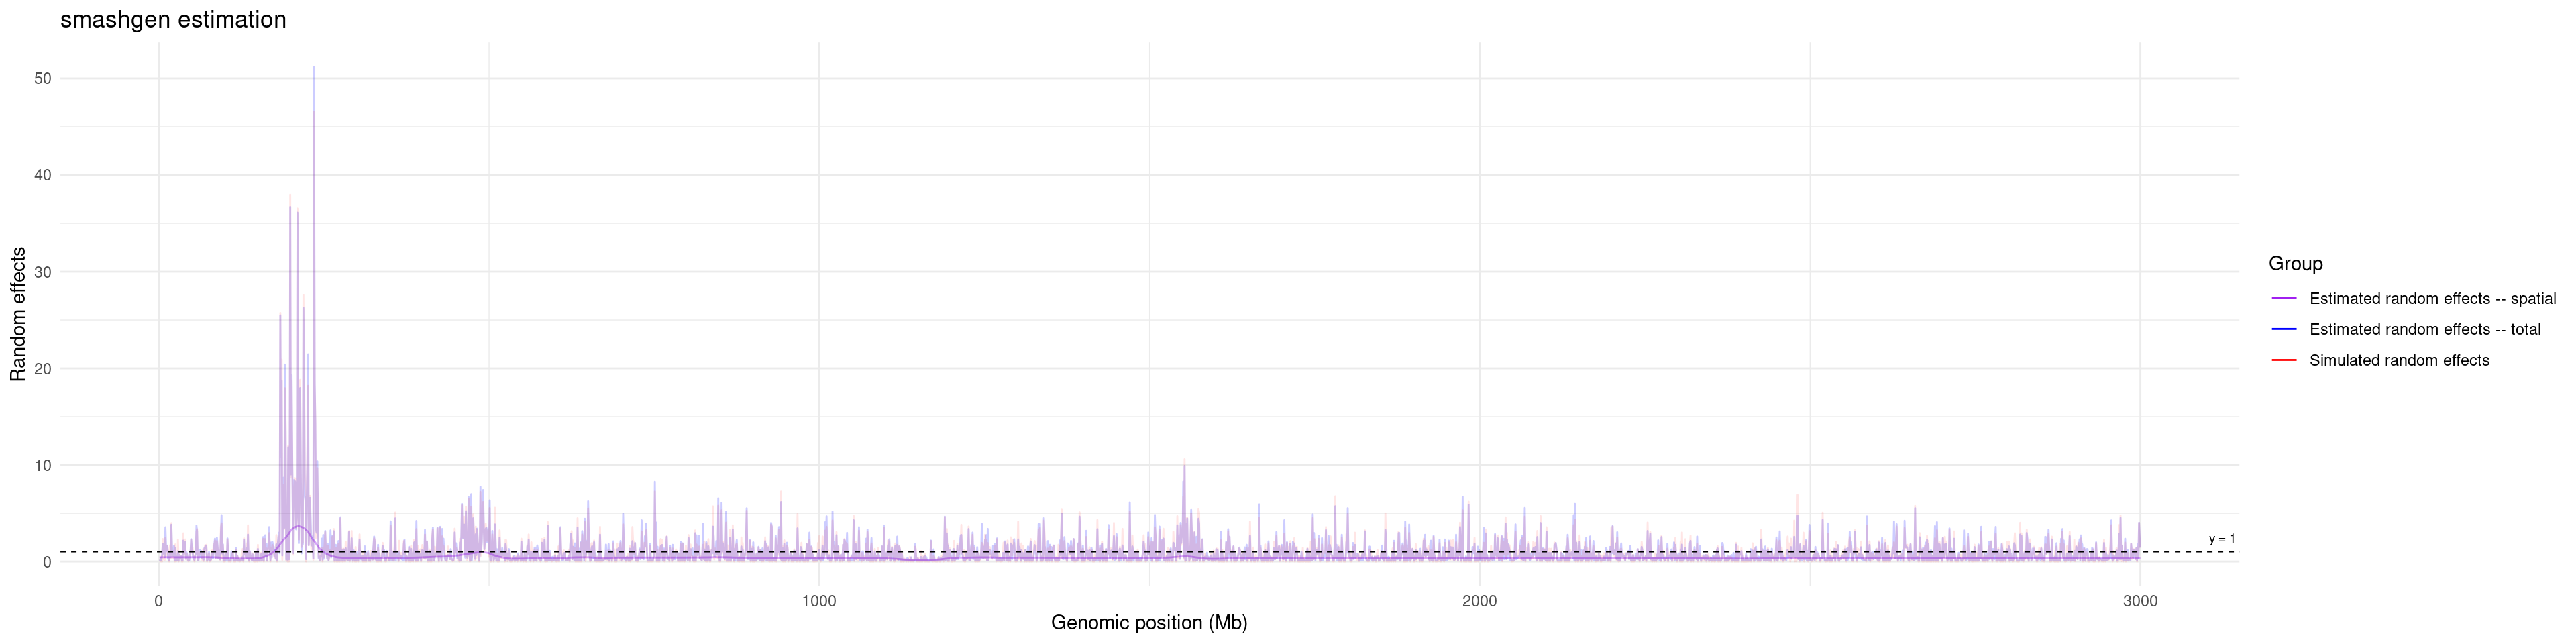 smashgen estimation
50
40
30
20
10
0
Random effects
y = 1
0
1000
2000
3000
Genomic position (Mb)
Group
Estimated random effects -- spatial
Estimated random effects -- total
Simulated random effects